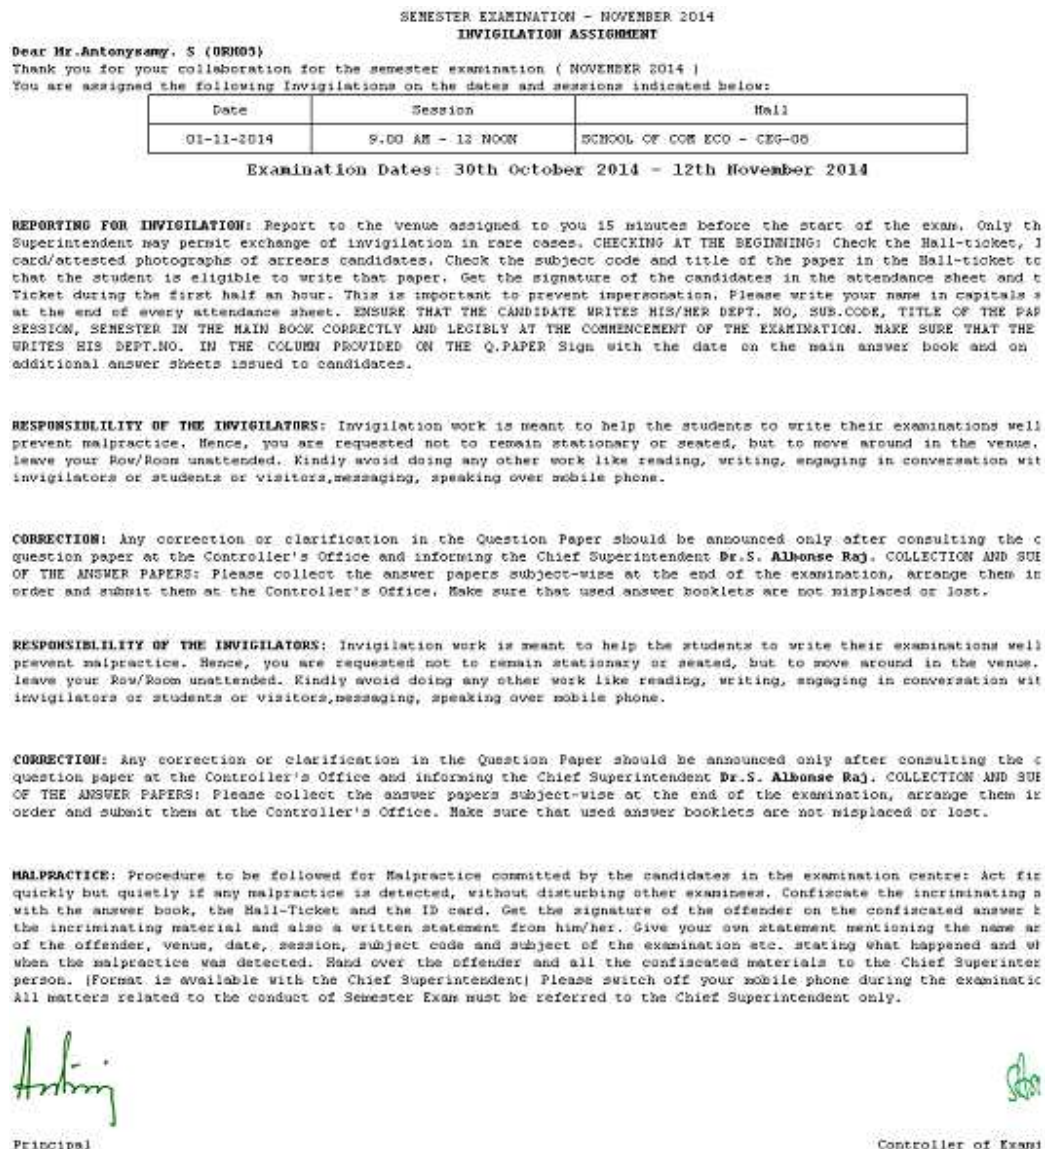 SEMESTER EXAMINATION - NOVEMBER 2014
INVIGILATION ASSIGNMENT
Dear Mr.Antonysamy. S (ORH05)
Thank you for your collaboration for the semester examination ( NOVEMBER 2014 )
You are assigned the following Invigilations on the dates and sessions indicated below:
Date Session Hall
01-11-2014 9.00 AM - 12 NOON SCHOOL OF COM ECO - CEG-08
Examination Dates: 30th October 2014 - 12th November 2014
REPORTING FOR INVIGILATION: Report to the venue assigned to you 15 minutes before the start of the exam. Only th
Superintendent may permit exchange of invigilation in rare cases. CHECKING AT THE BEGINNING: Check the Hall-ticket,
card/attested photographs of arrears candidates. Check the subject code and title of the paper in the Hall-ticket to
that the student is eligible to write that paper. Get the signature of the candidates in the attendance sheet and t
Ticket during the first half an hour. This is important to prevent impersonation. Please write your name in capitals s
at the end of every attendance sheet. ENSURE THAT THE CANDIDATE WRITES HIS/HER DEPT. NO, SUB.CODE, TITLE OF THE PAP
SESSION, SEMESTER IN THE MAIN BOOK CORRECTLY AND LEGIBLY AT THE COMMENCEMENT OF THE EXAMINATION. MAKE SURE THAT THE
WRITES HIS DEPT.NO. IN THE COLUMN PROVIDED ON THE Q.PAPER Sign with the date on the main answer book and on
additional answer sheets issued to candidates.
RESPONSIBLILITY OF THE INVIGILATORS: Invigilation work is meant to help the students to write their examinations well
prevent malpractice. Hence, you are requested not to remain stationary or seated, but to move around in the venue.
leave your Row/Room unattended. Kindly avoid doing any other work like reading, writing, engaging in conversation wit
invigilators or students or visitors,messaging, speaking over mobile phone.
CORRECTION: Any correction or clarification in the Question Paper should be announced only after consulting the c
question paper at the Controller's Office and informing the Chief Superintendent Dr.S. Albonse Raj. COLLECTION AND SUB
OF THE ANSWER PAPERS: Please collect the answer papers subject-wise at the end of the examination, arrange them in
order and submit them at the Controller's Office. Make sure that used answer booklets are not misplaced or lost.
RESPONSIBLILITY OF THE INVIGILATORS: Invigilation work is meant to help the students to write their examinations well
prevent malpractice. Hence, you are requested not to remain stationary or seated, but to move around in the venue.
leave your Row/Room unattended. Kindly avoid doing any other work like reading, writing, engaging in conversation wit
invigilators or students or visitors,messaging, speaking over mobile phone.
CORRECTION: Any correction or clarification in the Question Paper should be announced only after consulting the c
question paper at the Controller's Office and informing the Chief Superintendent Dr.S. Albonse Raj. COLLECTION AND SUB
OF THE ANSWER PAPERS: Please collect the answer papers subject-wise at the end of the examination, arrange them in
order and submit them at the Controller's Office. Make sure that used answer booklets are not misplaced or lost.
MALPRACTICE: Procedure to be followed for Malpractice committed by the candidates in the examination centre: Act fir
quickly but quietly if any malpractice is detected, without disturbing other examinees. Confiscate the incriminating m
with the answer book, the Hall-Ticket and the ID card. Get the signature of the offender on the confiscated answer b
the incriminating material and also a written statement from him/her. Give your own statement mentioning the name an
of the offender, venue, date, session, subject code and subject of the examination etc. stating what happened and wh
when the malpractice was detected. Hand over the offender and all the confiscated materials to the Chief Superinten
person. (Format is available with the Chief Superintendent) Please switch off your mobile phone during the examinatio
All matters related to the conduct of Semester Exam must be referred to the Chief Superintendent only.
Principal Controller of Exami